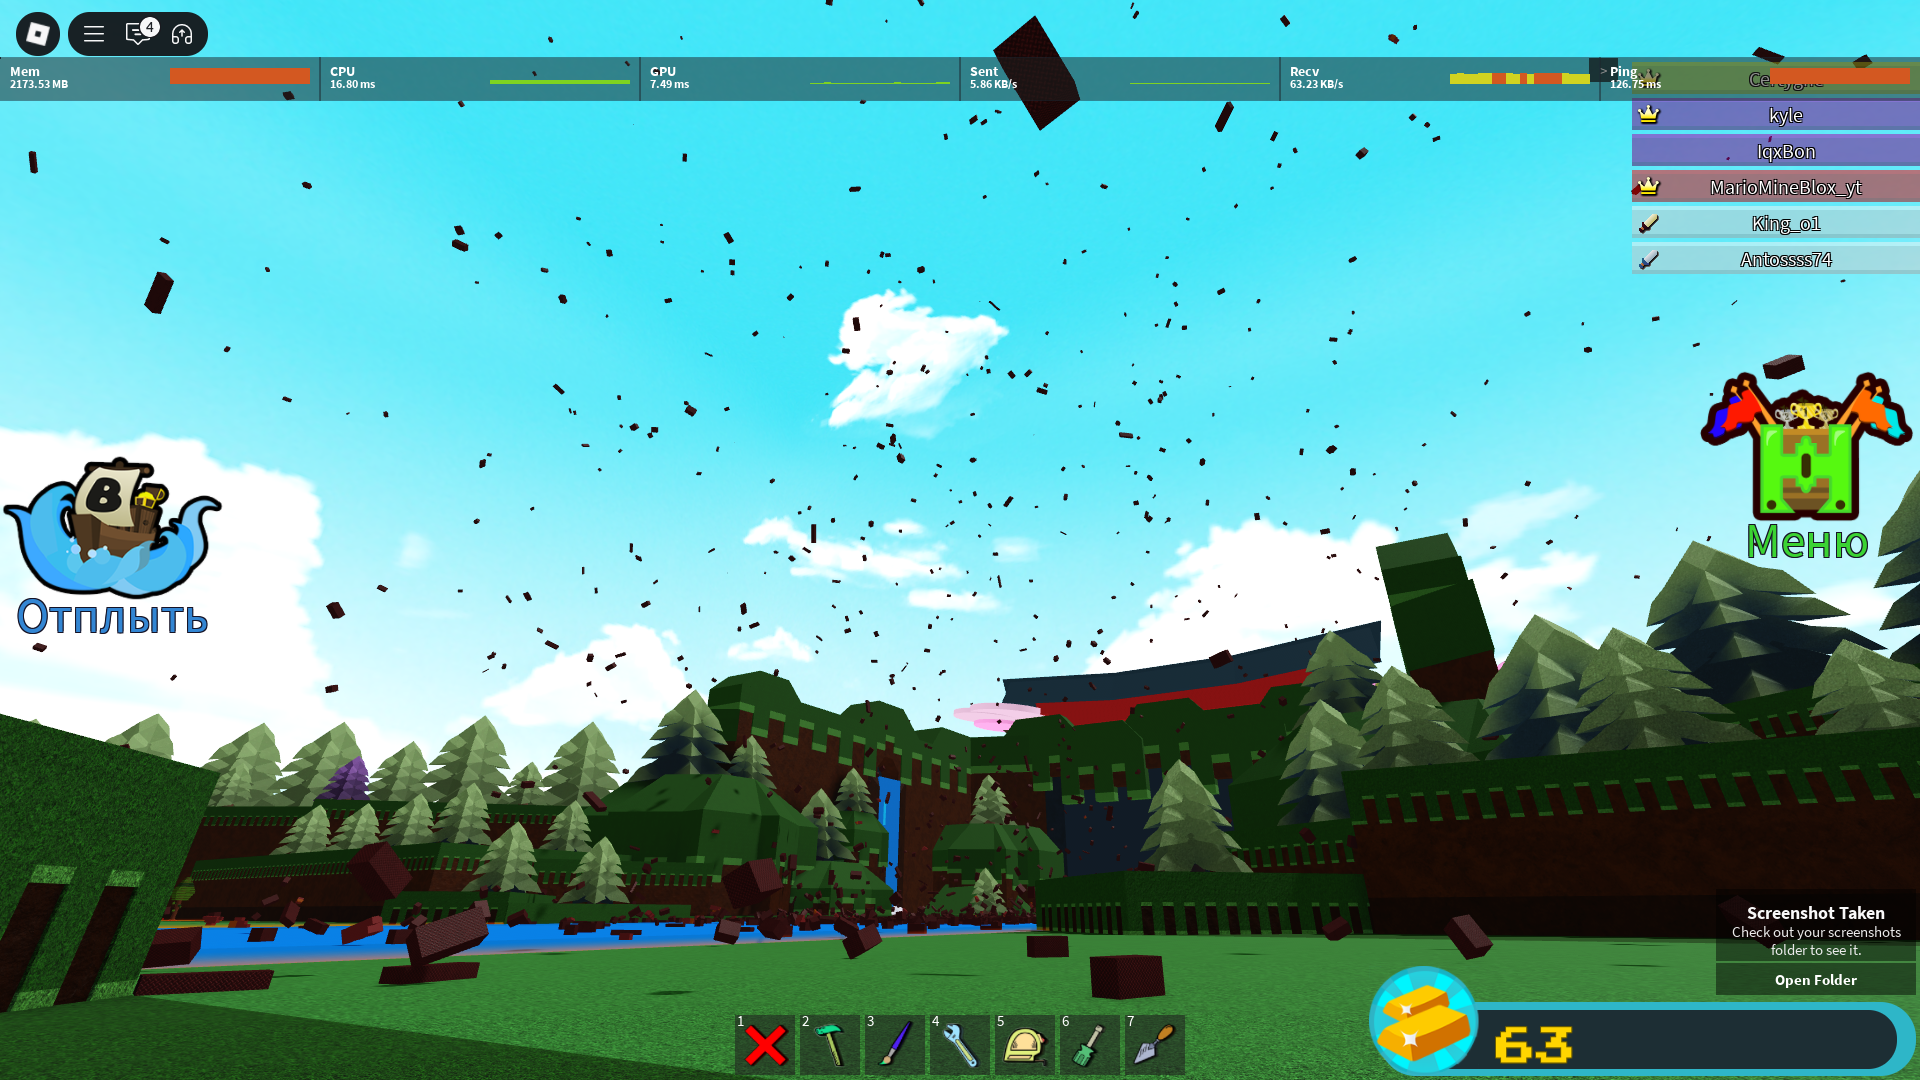 4
Mem
2173.53 MB
CPU
16.80 ms
GPU
7.49 ms
Sent
5.86 KB/s
Recv
63.23 KB/s
> Ping
126.75 ms
kyle
IqxBon
MarioMineBlox_yt
King_o1
Antossss74
B
Отплыть
Меню
Screenshot Taken
Check out your screenshots
folder to see it.
Open Folder
1
2
3
4
5
6
7
63